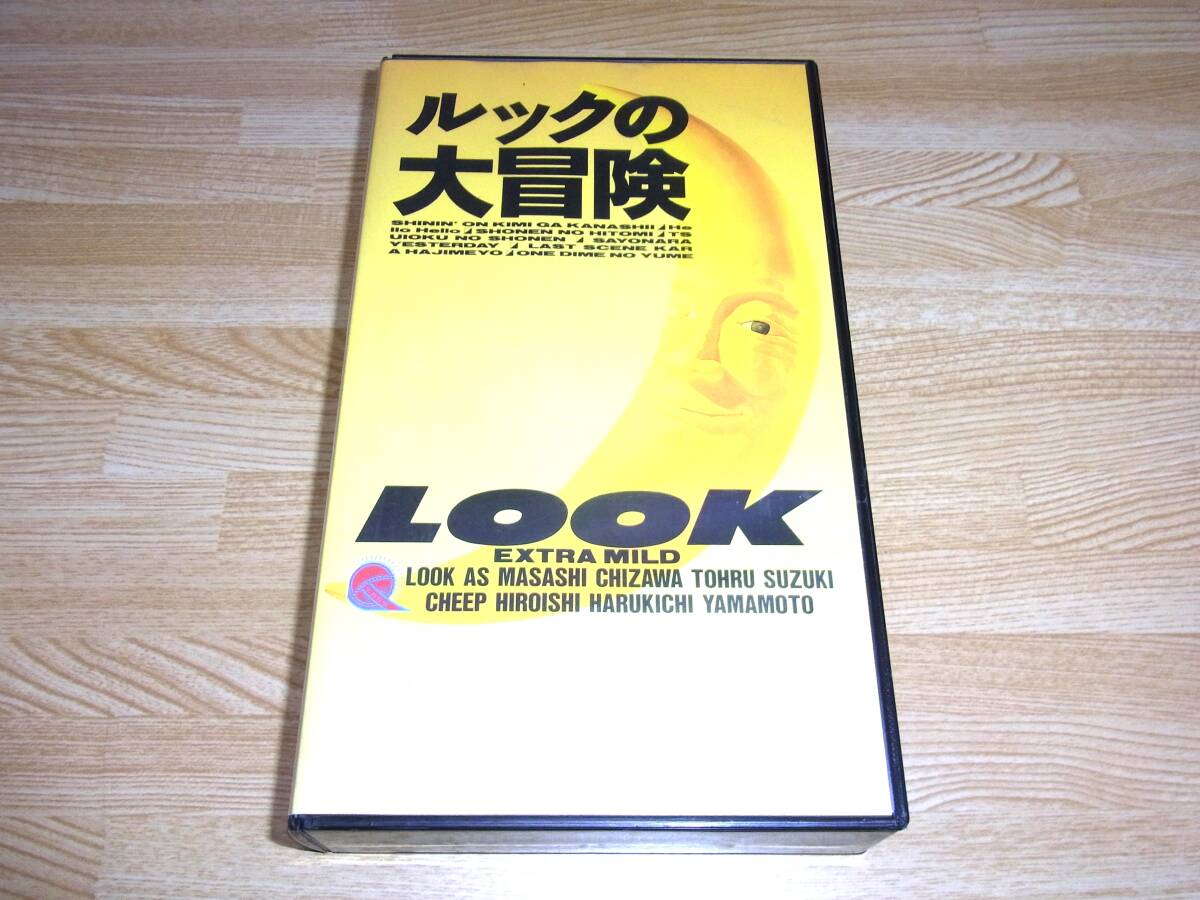 ルックの
大冒険
SHININ' ON KIMI GA KANASHII ◢ He
llo Hello ◢ SHONEN NO HITOMI ◢ TS
UIOKU NO SHONEN ◢ SAYONARA
YESTERDAY ◢ LAST SCENE KAR
A HAJIMEYO ◢ ONE DIME NO YUME
LOOK
EXTRA MILD
LOOK AS MASASHI CHIZAWA TOHRU SUZUKI
CHEEP HIROISHI HARUKICHI YAMAMOTO